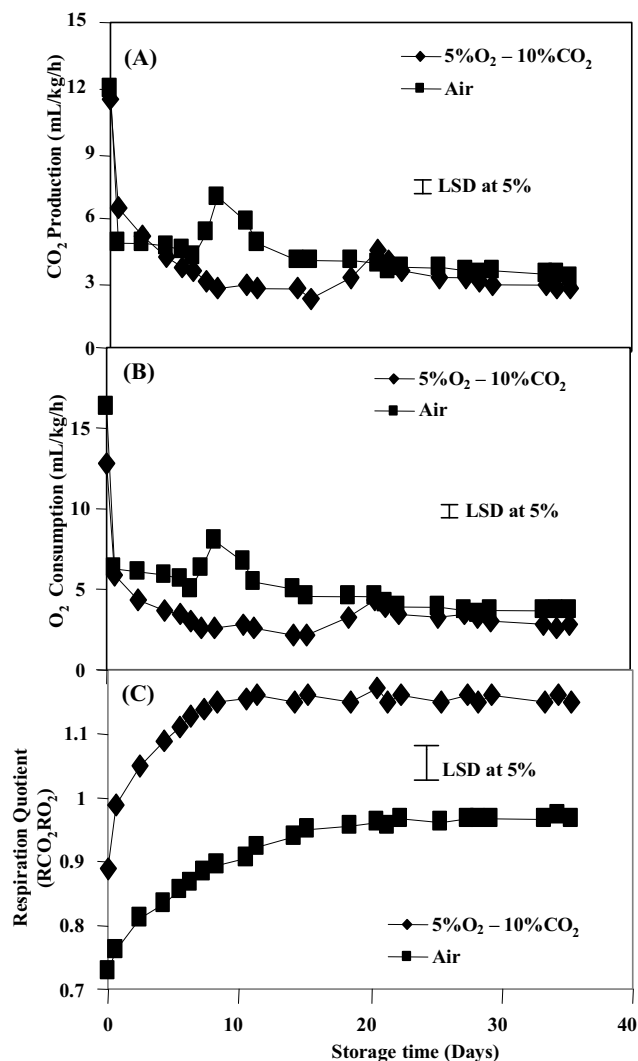 15
(A)
5%O₂ – 10%CO₂
12
Air
9
LSD at 5%
6
3
0
CO₂ Production (mL/kg/h)
(B)
5%O₂ – 10%CO₂
15
Air
10
LSD at 5%
5
0
O₂ Consumption (mL/kg/h)
(C)
1.1
LSD at 5%
1
0.9
5%O₂ – 10%CO₂
0.8
Air
0.7
Respiration Quotient
(RCO₂RO₂)
0 10 20 30 40
Storage time (Days)